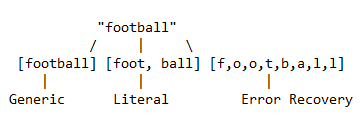 "football"
[football] [foot, ball] [f,o,o,t,b,a,l,l]
Generic Literal Error Recovery